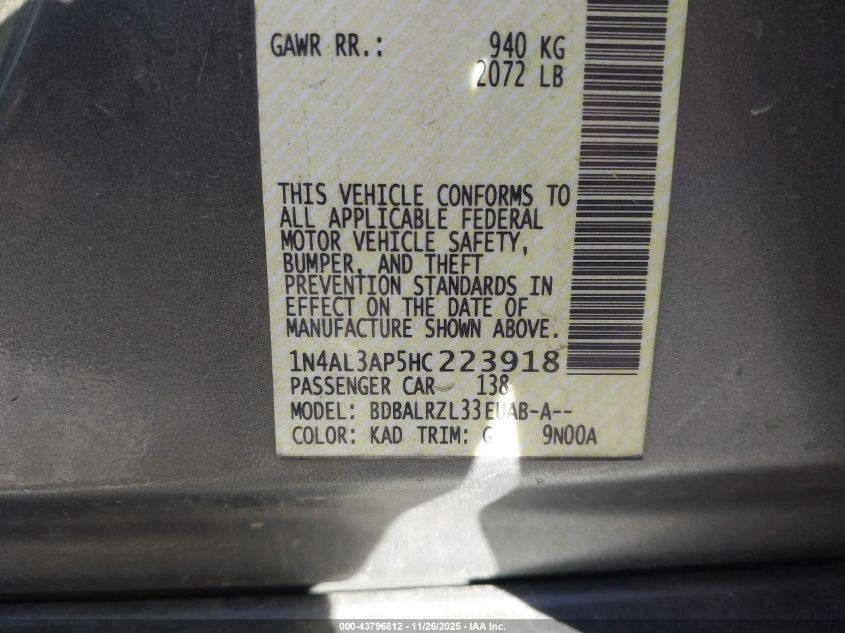 GAWR RR.: 940 KG
2072 LB
THIS VEHICLE CONFORMS TO
ALL APPLICABLE FEDERAL
MOTOR VEHICLE SAFETY,
BUMPER, AND THEFT
PREVENTION STANDARDS IN
EFFECT ON THE DATE OF
MANUFACTURE SHOWN ABOVE.
1N4AL3AP5HC223918
PASSENGER CAR 138
MODEL: BDBALRZL33EUAB-A--
COLOR: KAD TRIM: G 9N00A
000-43796812 - 11/26/2025 - IAA Inc.